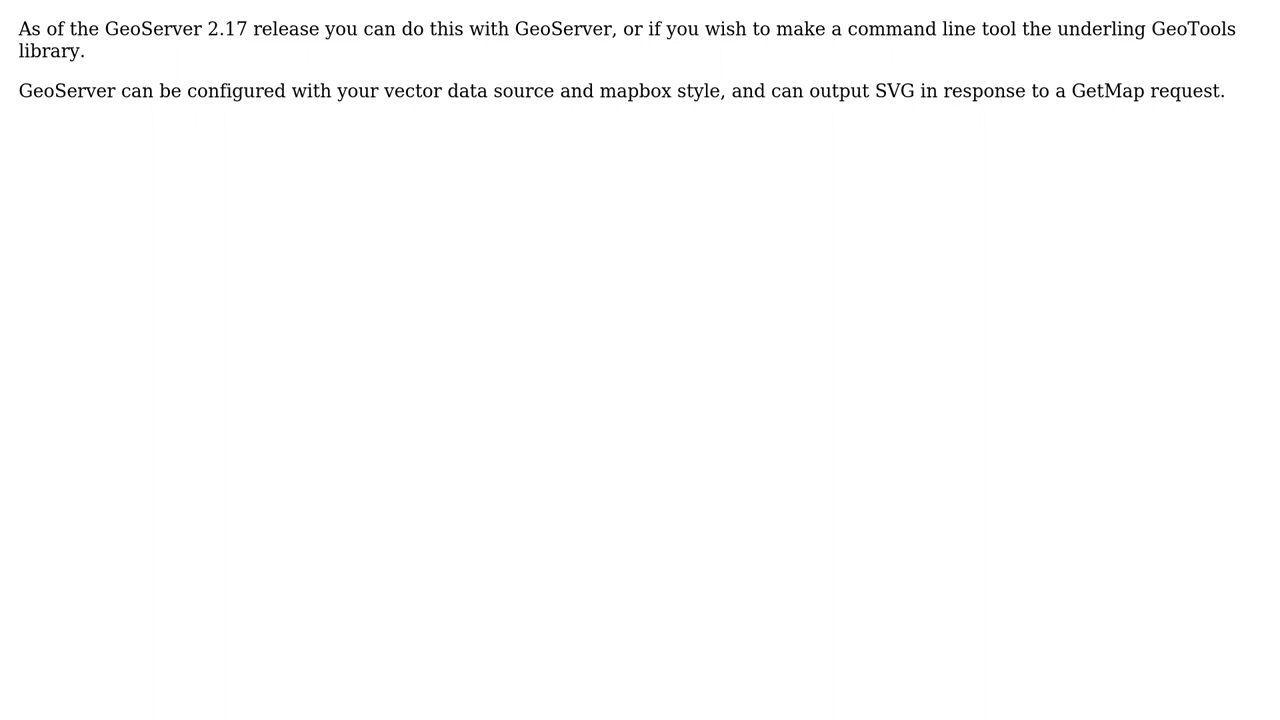 As of the GeoServer 2.17 release you can do this with GeoServer, or if you wish to make a command line tool the underling GeoTools
library.
GeoServer can be configured with your vector data source and mapbox style, and can output SVG in response to a GetMap request.